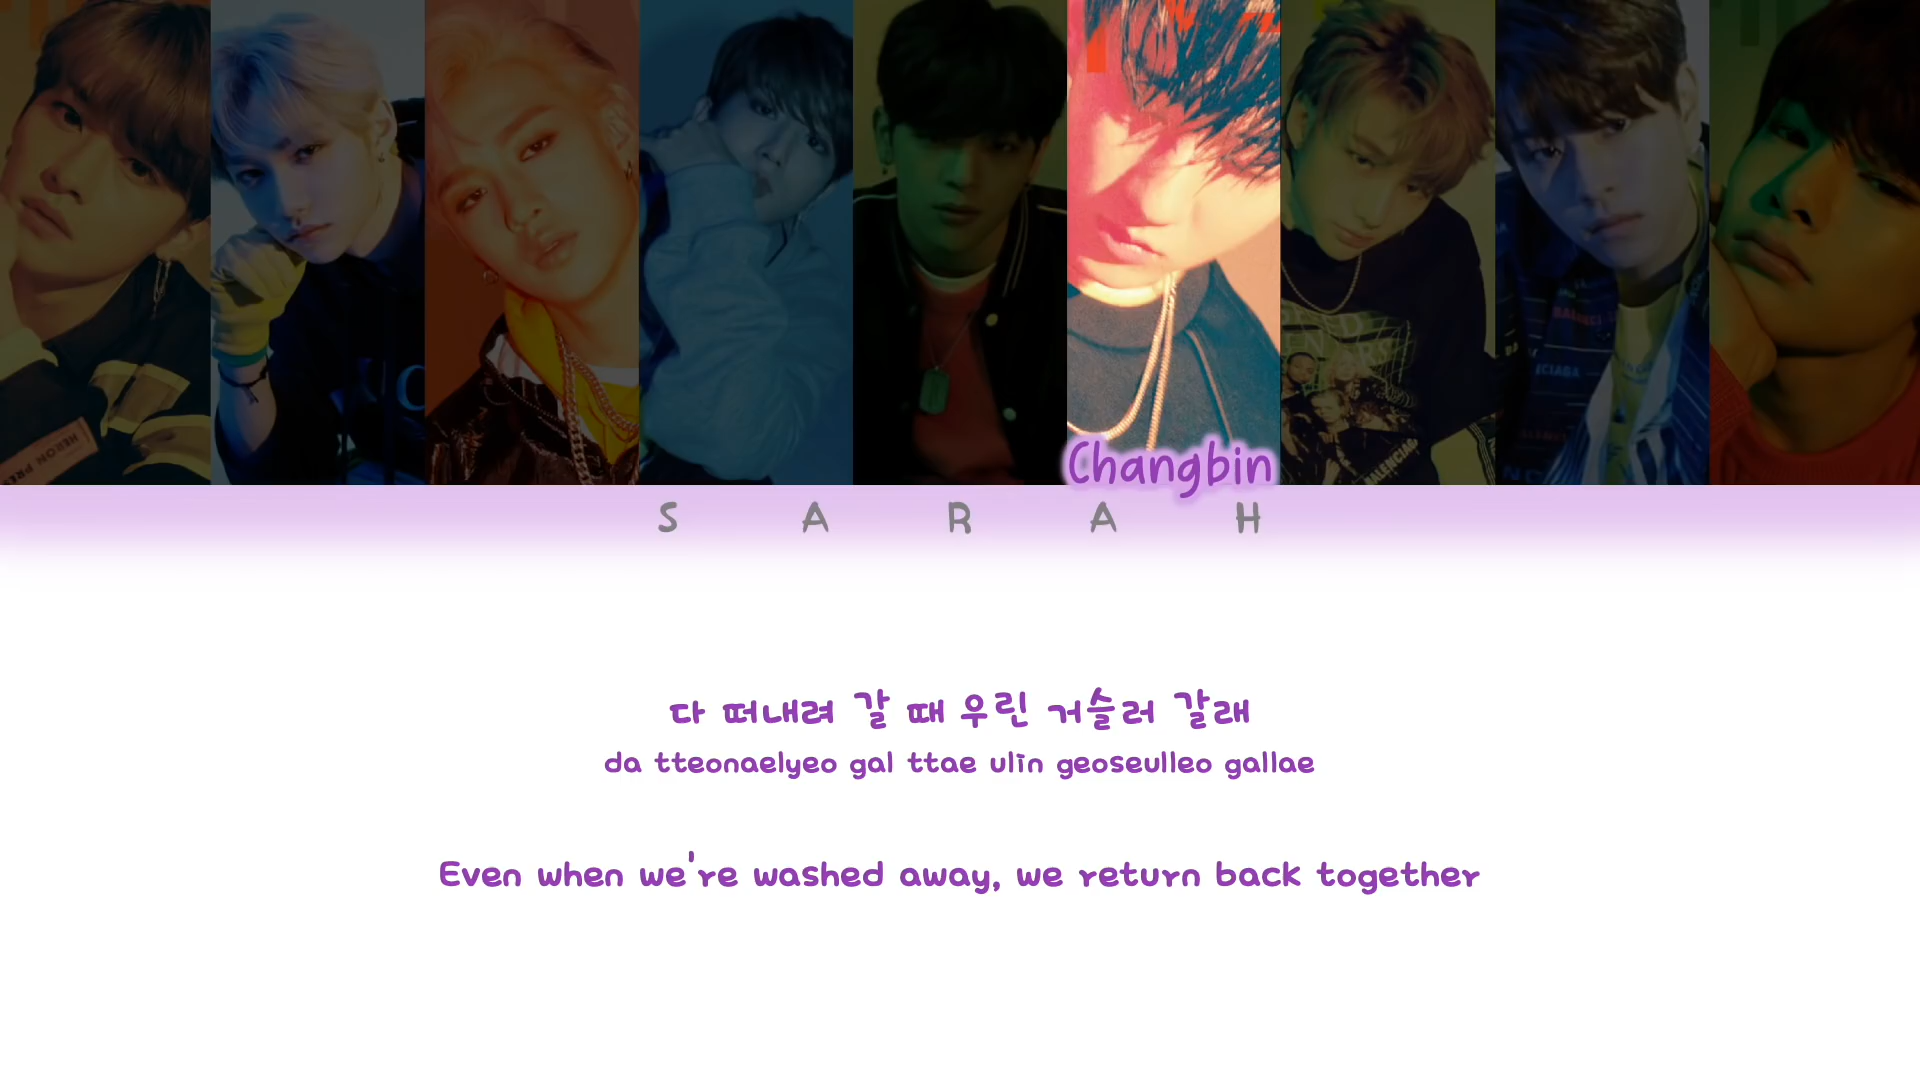 Changbin
S A R A H
다 떠내려 갈 때 우린 거슬러 갈래
da tteonaelyeo gal ttae ulin geoseulleo gallae
Even when we're washed away, we return back together